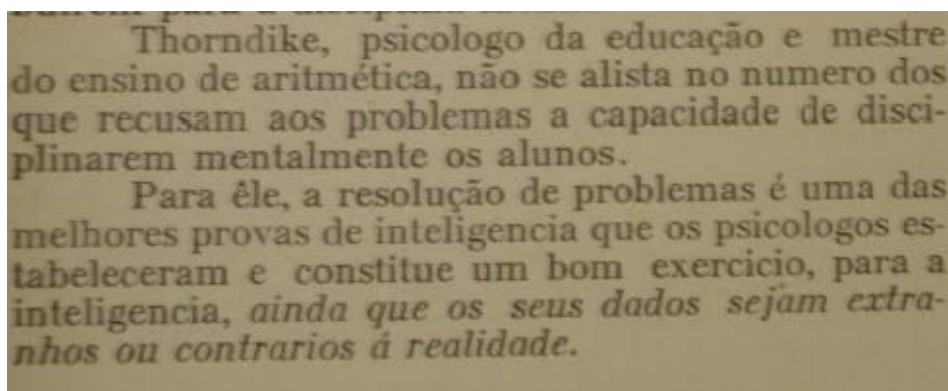 Thorndike, psicologo da educação e mestre
do ensino de aritmética, não se alista no numero dos
que recusam aos problemas a capacidade de disci-
plinarem mentalmente os alunos.
Para êle, a resolução de problemas é uma das
melhores provas de inteligencia que os psicologos es-
tabeleceram e constitue um bom exercicio, para a
inteligencia, ainda que os seus dados sejam extra-
nhos ou contrarios á realidade.